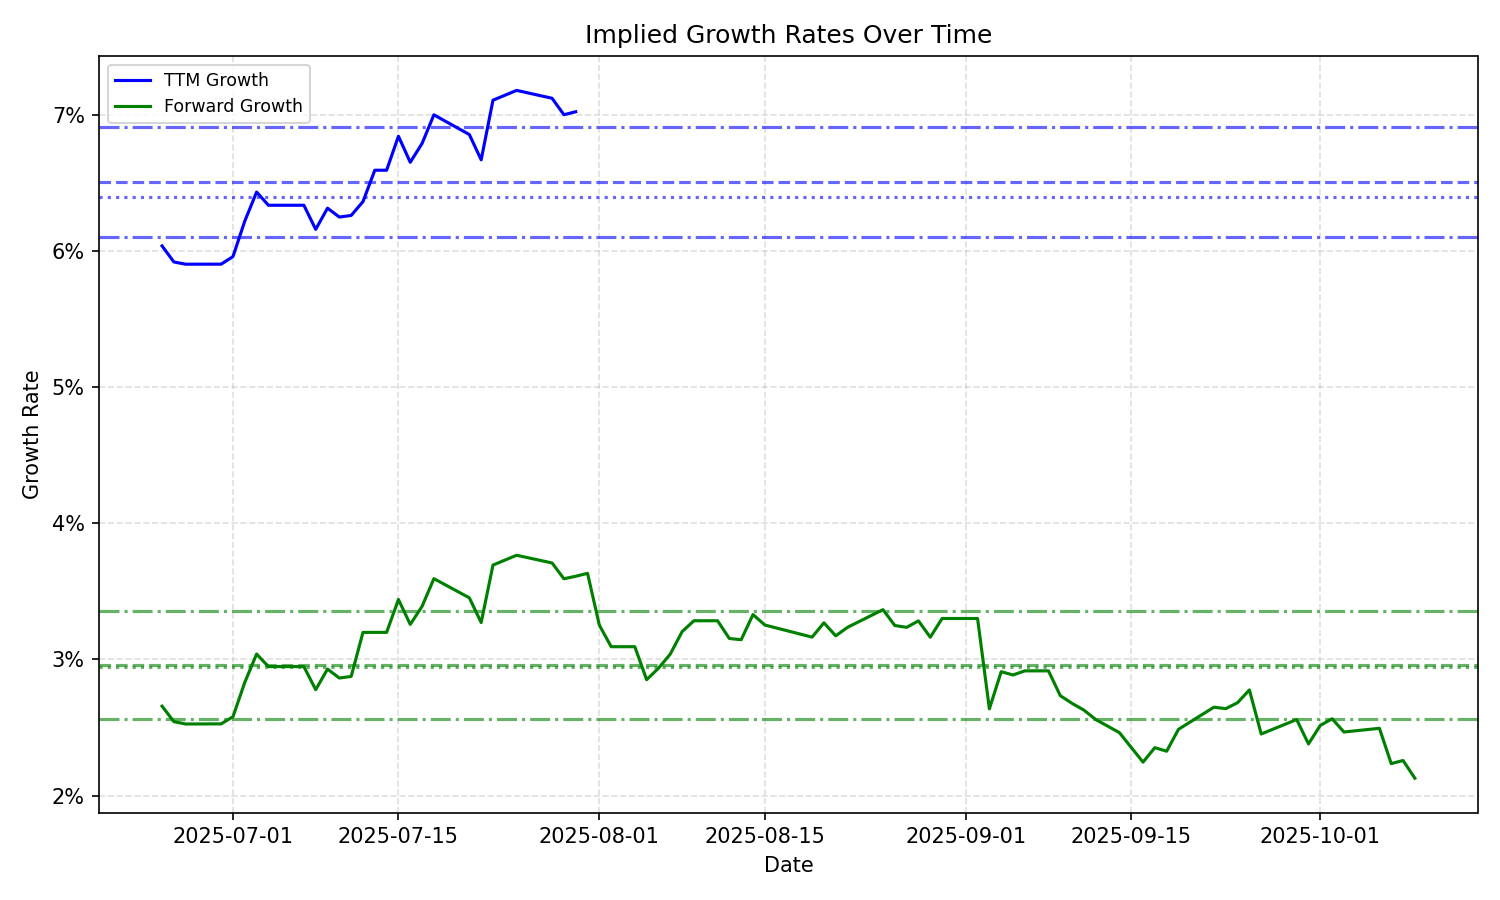 Implied Growth Rates Over Time
TTM Growth
Forward Growth
7%
6%
5%
4%
3%
2%
Growth Rate
2025-07-01
2025-07-15
2025-08-01
2025-08-15
2025-09-01
2025-09-15
2025-10-01
Date